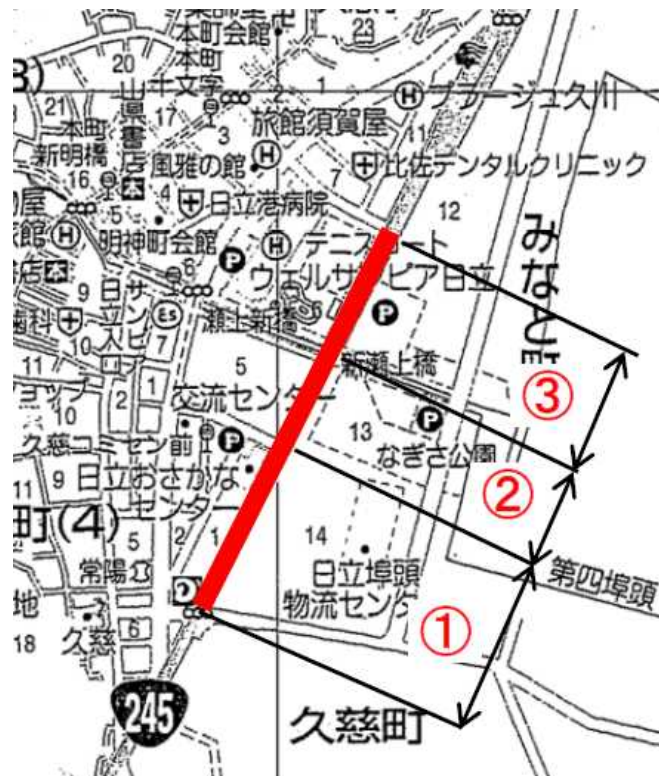 本町会館
23
本町
20
十文字
21
17
山県書店
3
2
1
旅館須賀屋
H
プラージュ久川
11
本町
新明橋
16
風雅の館
H
7
比佐デンタルクリニック
12
5
4
日立港病院
明神町会館
P
H
テニスコート
ウェルサンピア日立
みなと町
H
9
6
Es
瀬上新橋
P
新瀬上橋
歯科
7
5
③
11
10
1
交流センター
2
10
久慈コミセン前
P
13
P
なぎさ公園
②
11
9
日立おさかな
センター
町(4)
5
2
1
14
常陽
日立埠頭
物流センタ
第四埠頭
①
地
18
久慈
6
245
久慈町